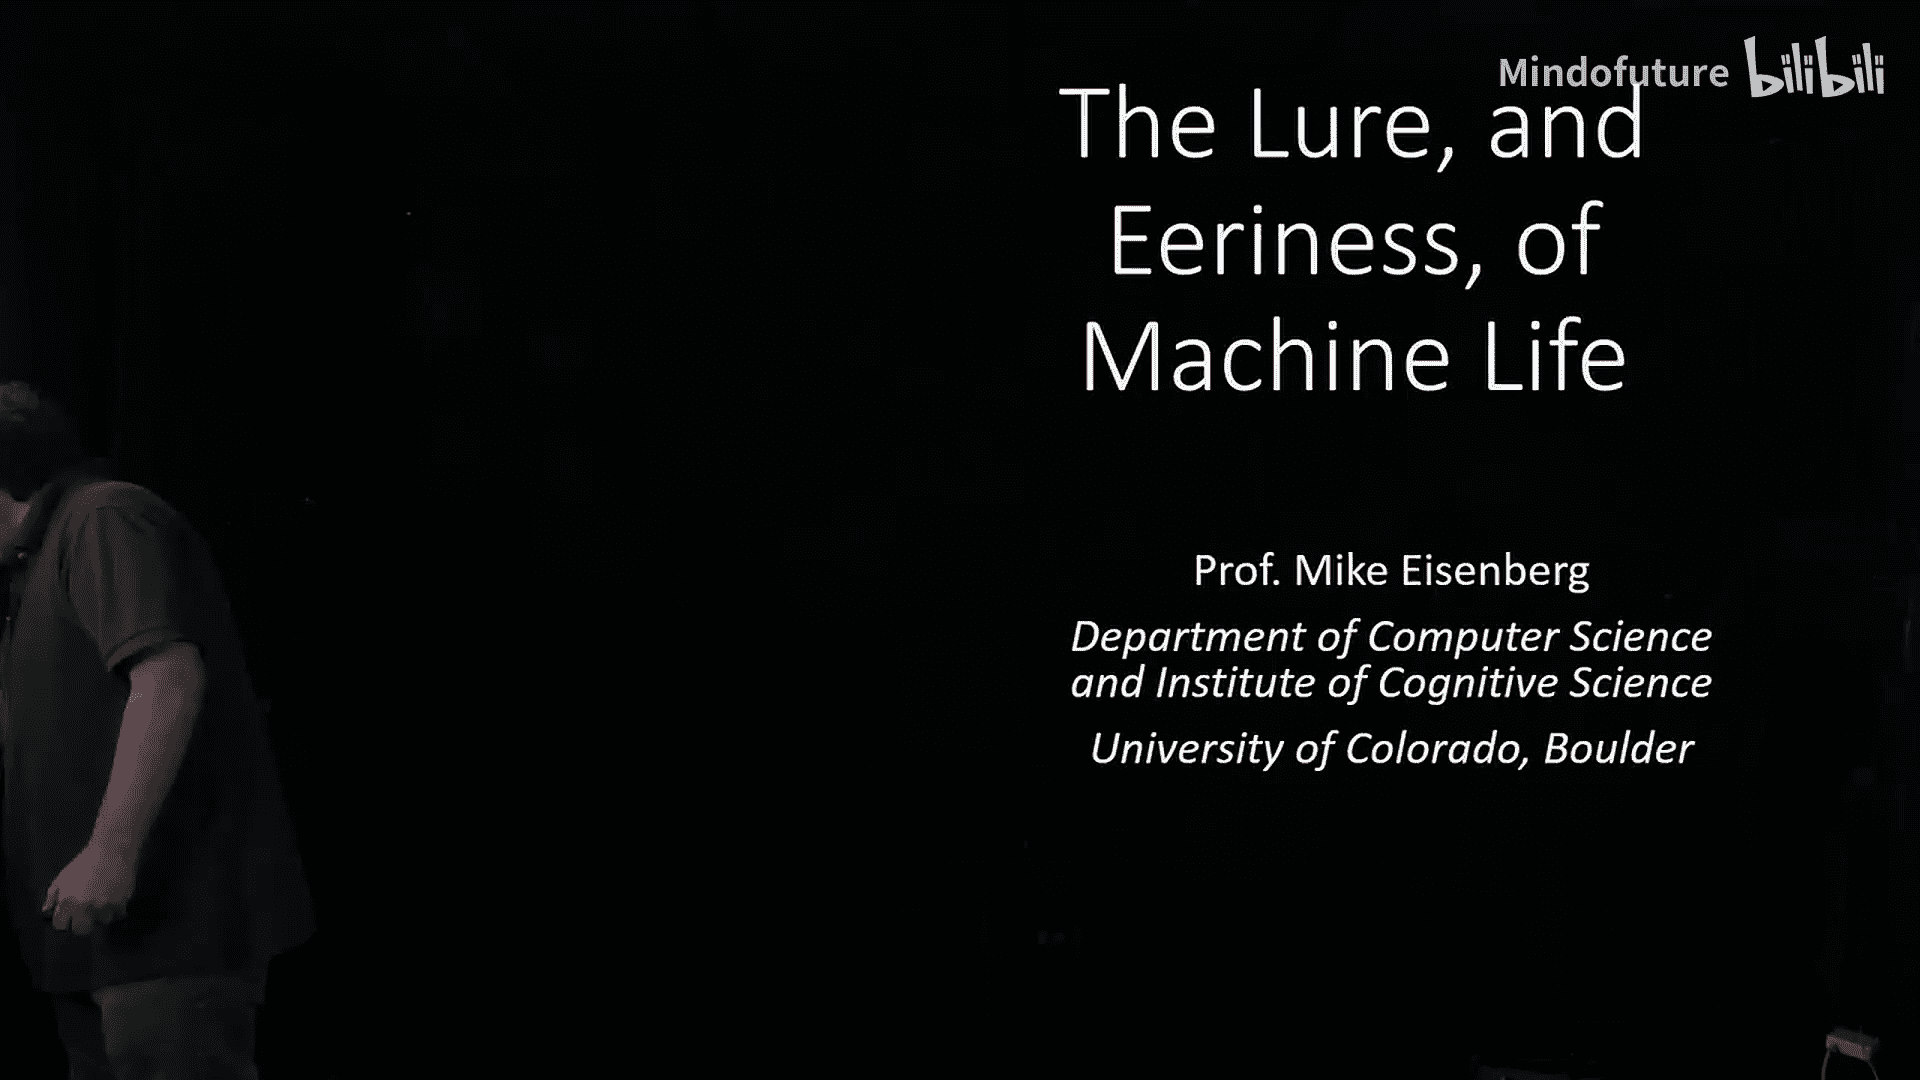 Mindofuture bilibili
The Lure, and
Eeriness, of
Machine Life
Prof. Mike Eisenberg
Department of Computer Science
and Institute of Cognitive Science
University of Colorado, Boulder